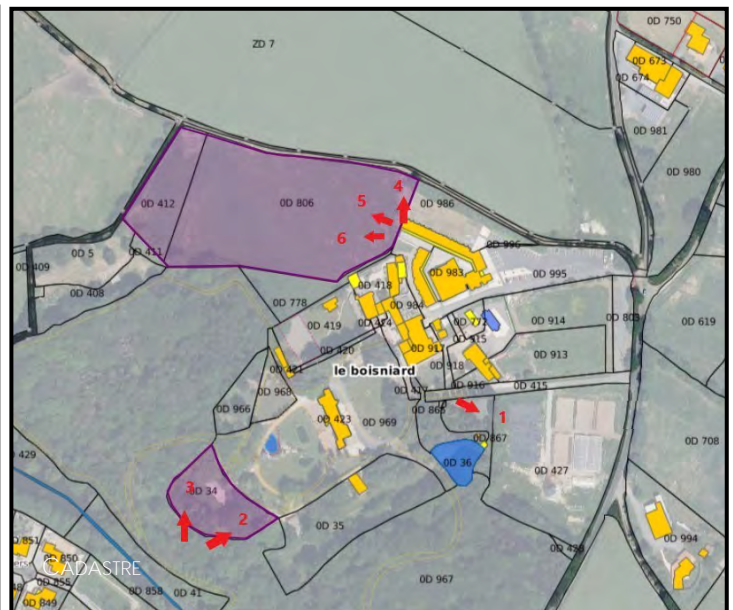 0D 750
ZD 7
0D 673
0D 674
0D 981
0D 980
4
0D 412
0D 806
5
0D 986
6
0D 5
0D 411
0D 409
0D 996
0D 983
0D 995
0D 408
0D 418
0D 778
0D 984
0D 419
0D 424
0D 772
0D 914
0D 803
0D 619
0D 915
0D 420
0D 917
0D 913
0D 421
le boisniard
0D 918
0D 968
0D 916
0D 415
0D 417
0D 966
0D 423
0D 969
0D 868
1
0D 867
0D 708
429
0D 36
0D 427
3
0D 34
2
0D 35
0D 994
0D 851
0D 850
CADASTRE
0D 967
0D 855
0D 858
0D 41
0D 849